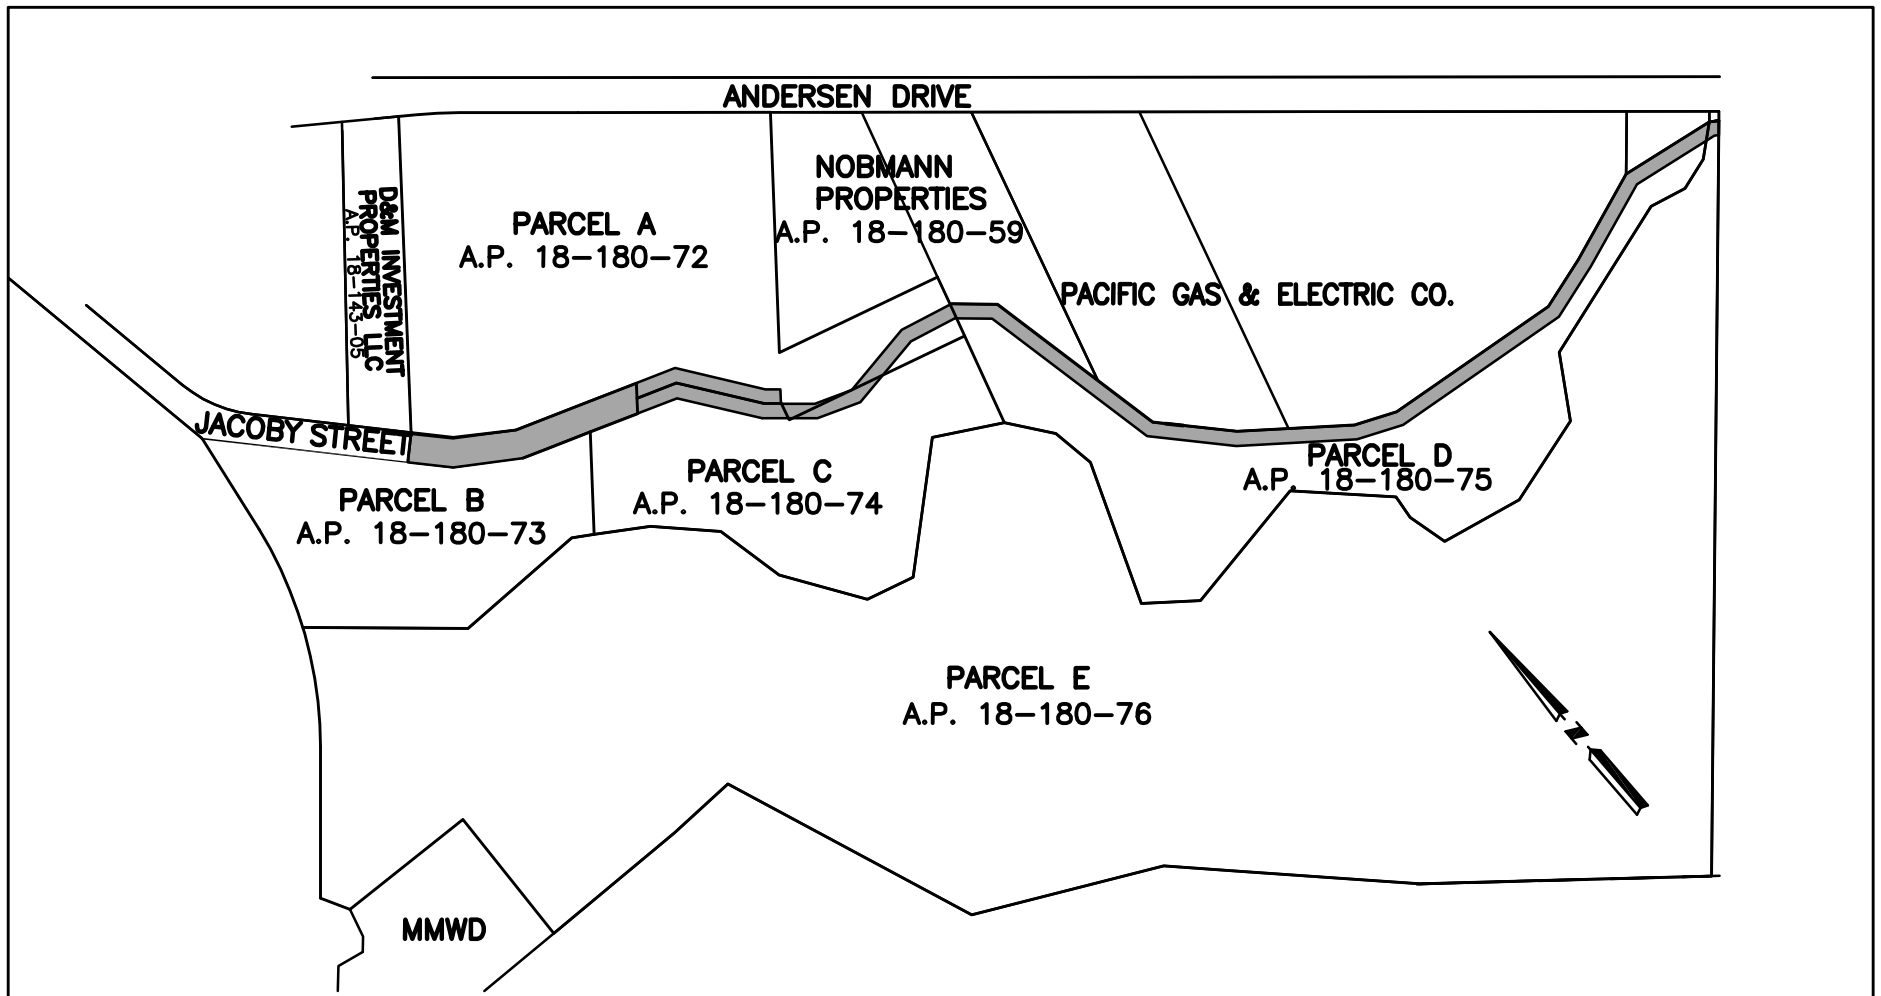 ANDERSEN DRIVE
NOBMANN
PROPERTIES
A.P. 18-180-59
D&M INVESTMENT
PROPERTIES LLC
A.P. 18-143-05
PARCEL A
A.P. 18-180-72
PACIFIC GAS & ELECTRIC CO.
JACOBY STREET
PARCEL B
A.P. 18-180-73
PARCEL C
A.P. 18-180-74
PARCEL D
A.P. 18-180-75
PARCEL E
A.P. 18-180-76
N
MMWD